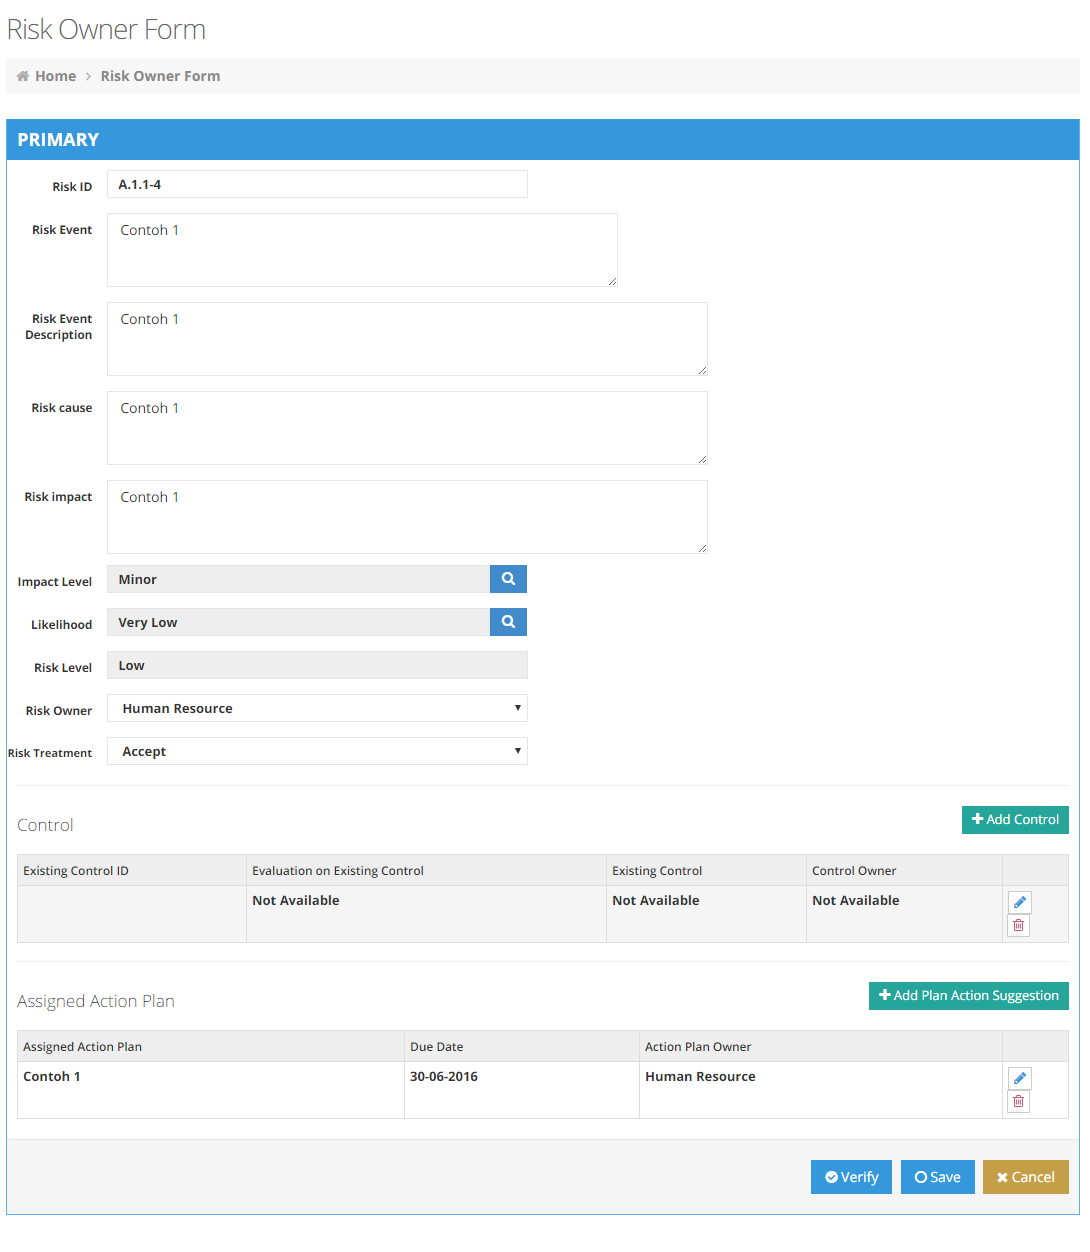 Risk Owner Form
Home > Risk Owner Form
PRIMARY
Risk ID A.1.1-4
Risk Event Contoh 1
Risk Event
Description
Contoh 1
Risk cause Contoh 1
Risk impact Contoh 1
Impact Level Minor
Likelihood Very Low
Risk Level Low
Risk Owner Human Resource
Risk Treatment Accept
Control Add Control
Existing Control ID Evaluation on Existing Control Existing Control Control Owner
Not Available Not Available Not Available
Assigned Action Plan Add Plan Action Suggestion
Assigned Action Plan Due Date Action Plan Owner
Contoh 1 30-06-2016 Human Resource
Verify Save Cancel